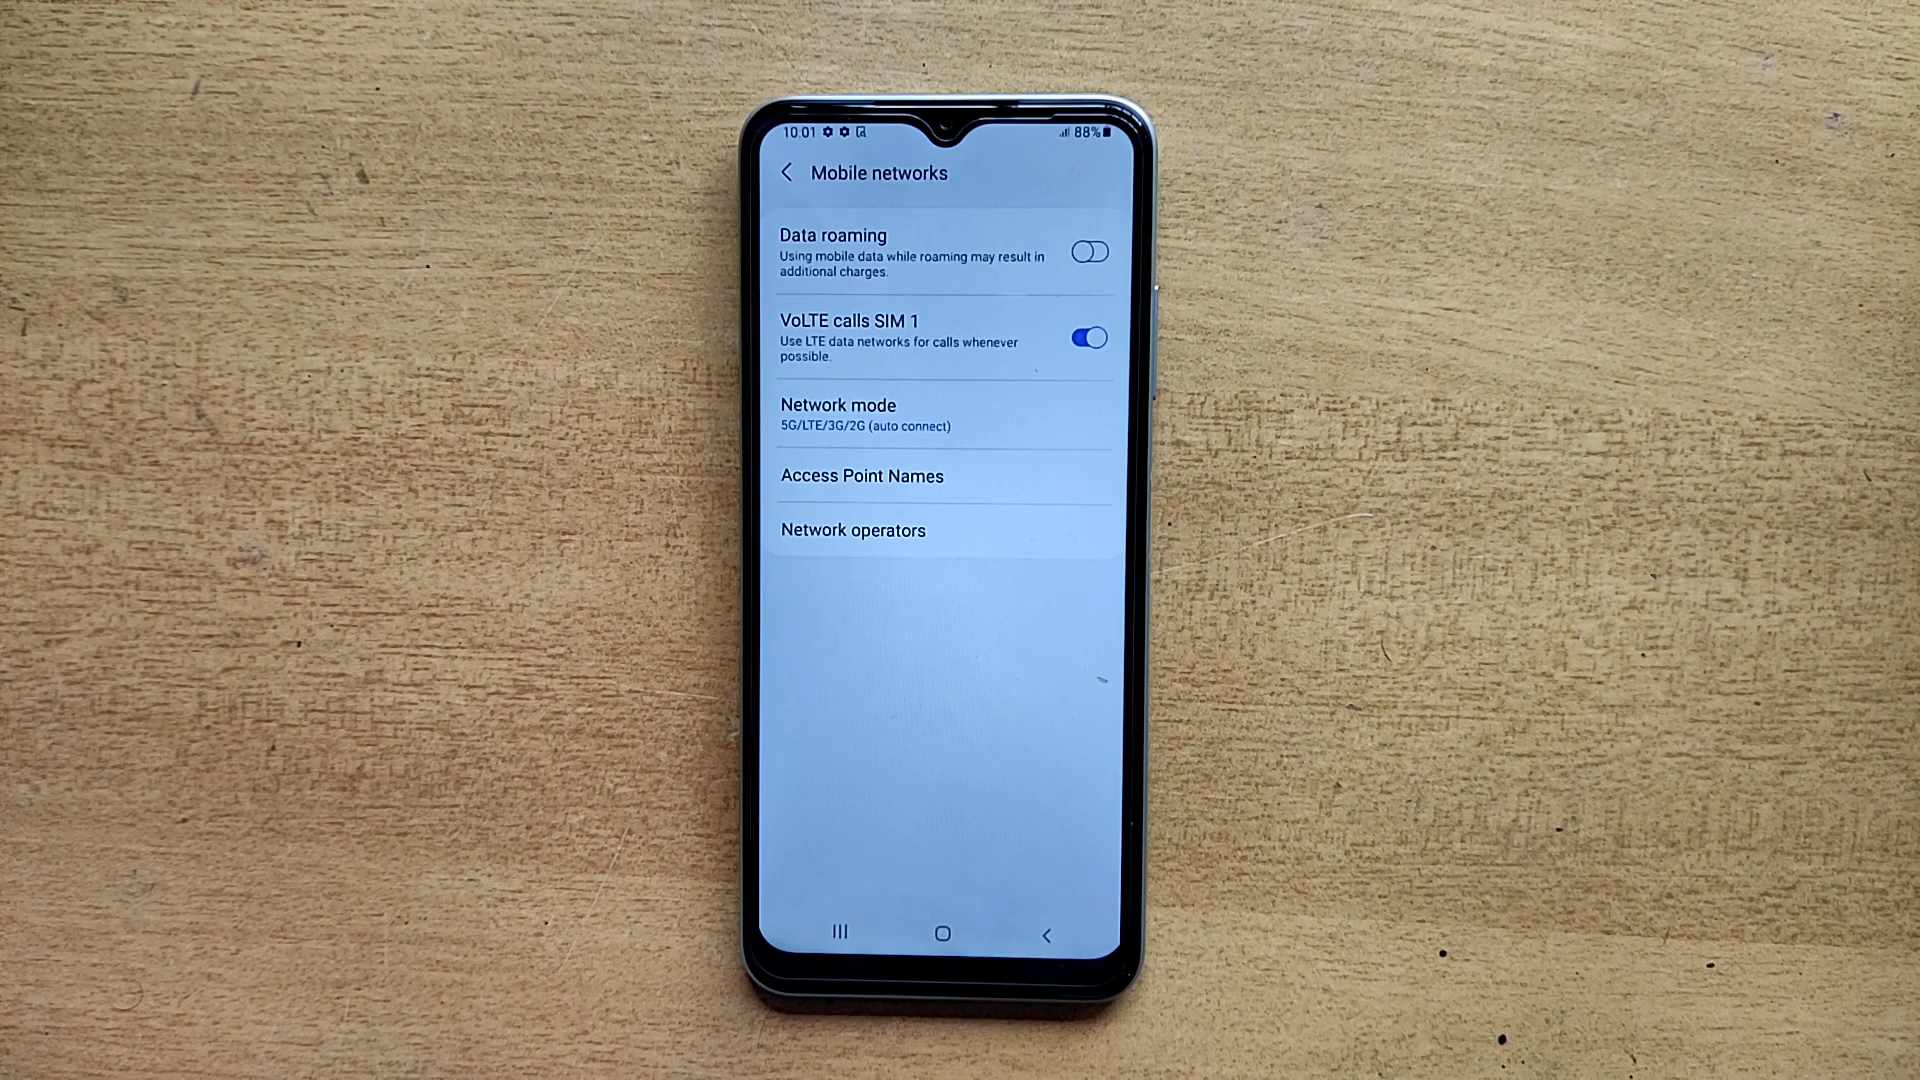 10:01 88%
Mobile networks
Data roaming
Using mobile data while roaming may result in
additional charges.
VoLTE calls SIM 1
Use LTE data networks for calls whenever
possible.
Network mode
5G/LTE/3G/2G (auto connect)
Access Point Names
Network operators